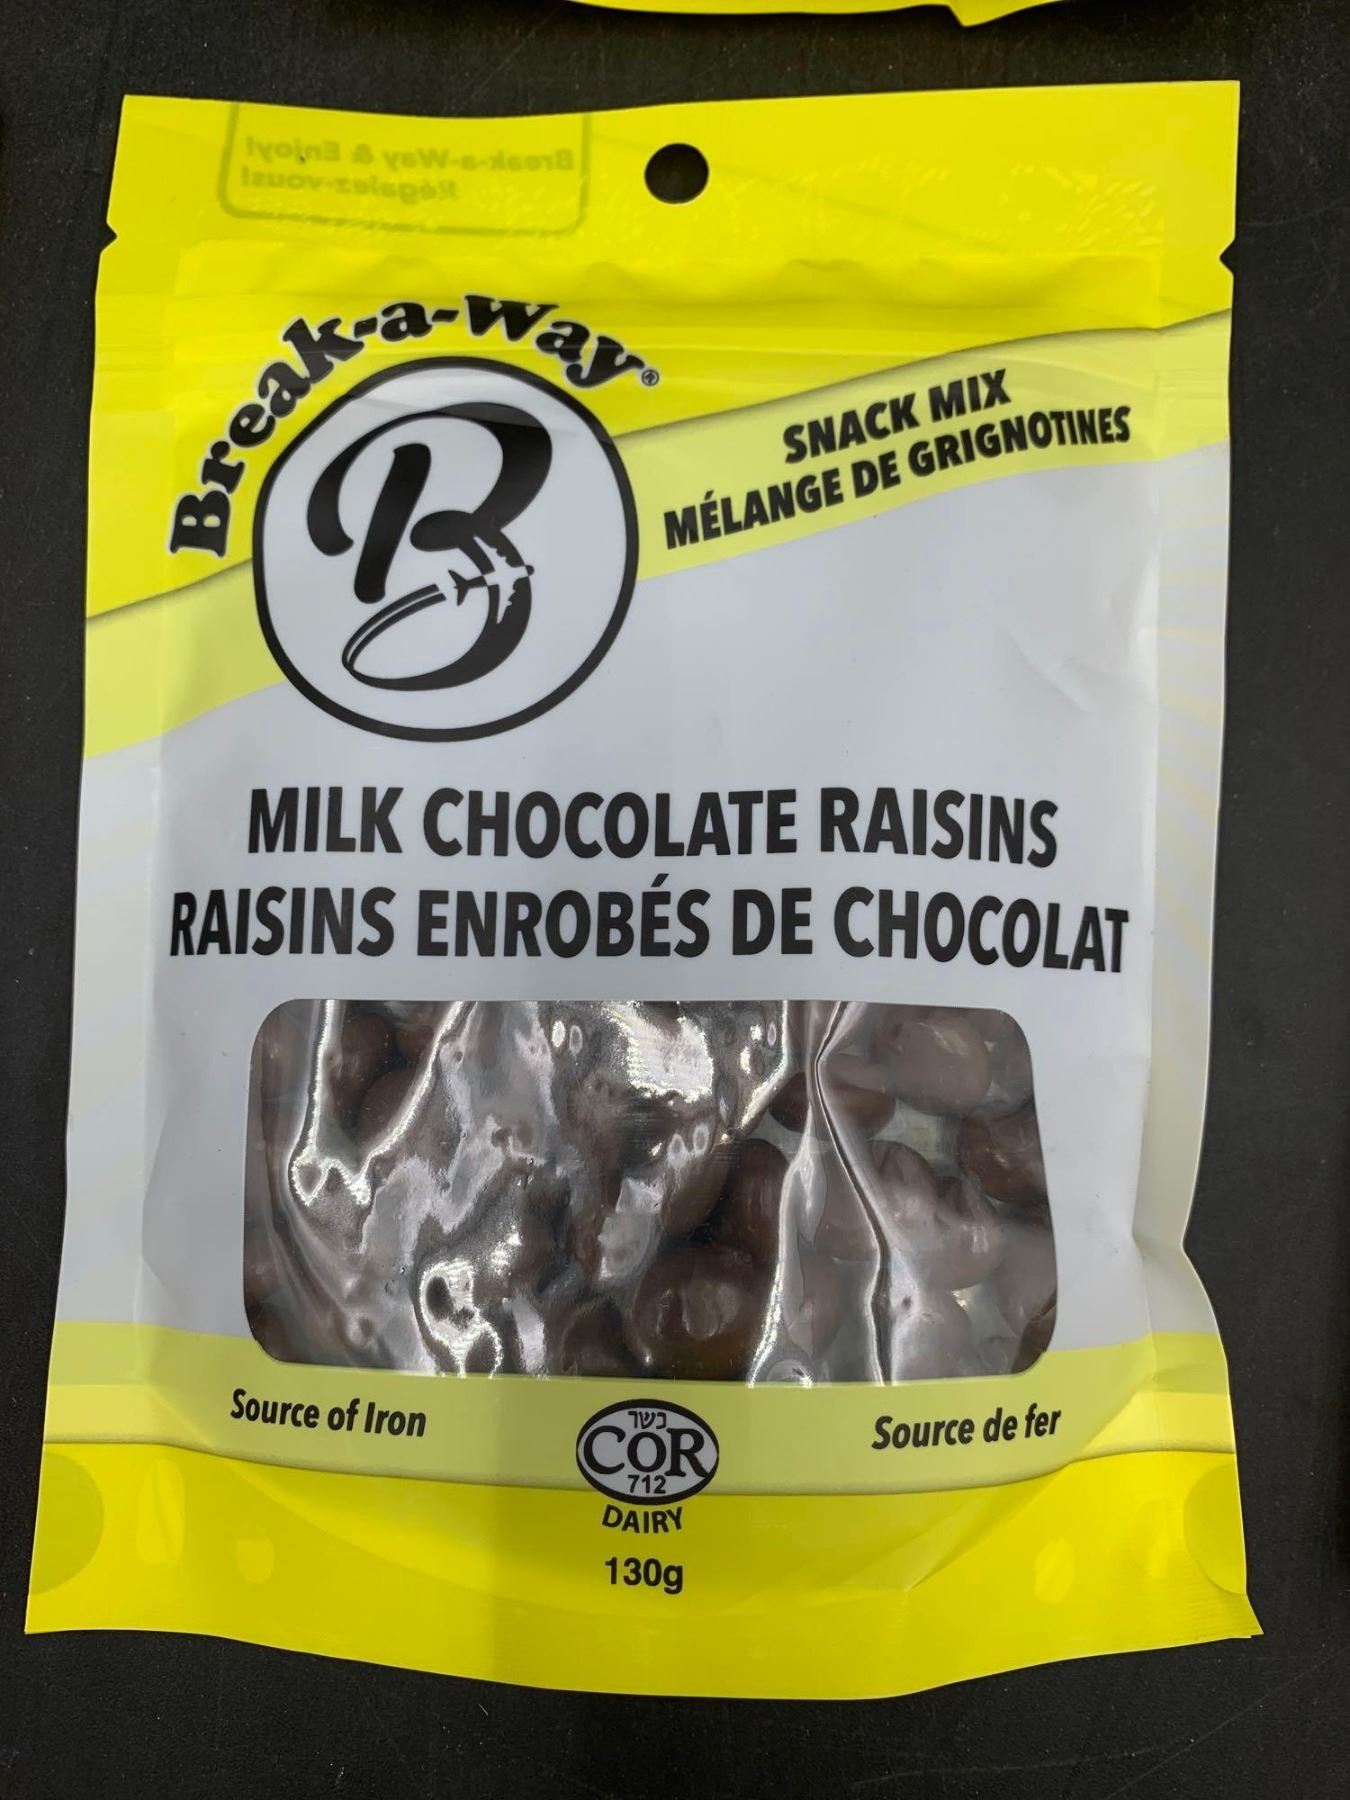 Break-a-Way & Enjoy!
Régalez-vous!
Break-a-Way®
B
SNACK MIX
MÉLANGE DE GRIGNOTINES
MILK CHOCOLATE RAISINS
RAISINS ENROBÉS DE CHOCOLAT
Source of Iron
כשר
COR
712
DAIRY
Source de fer
130g